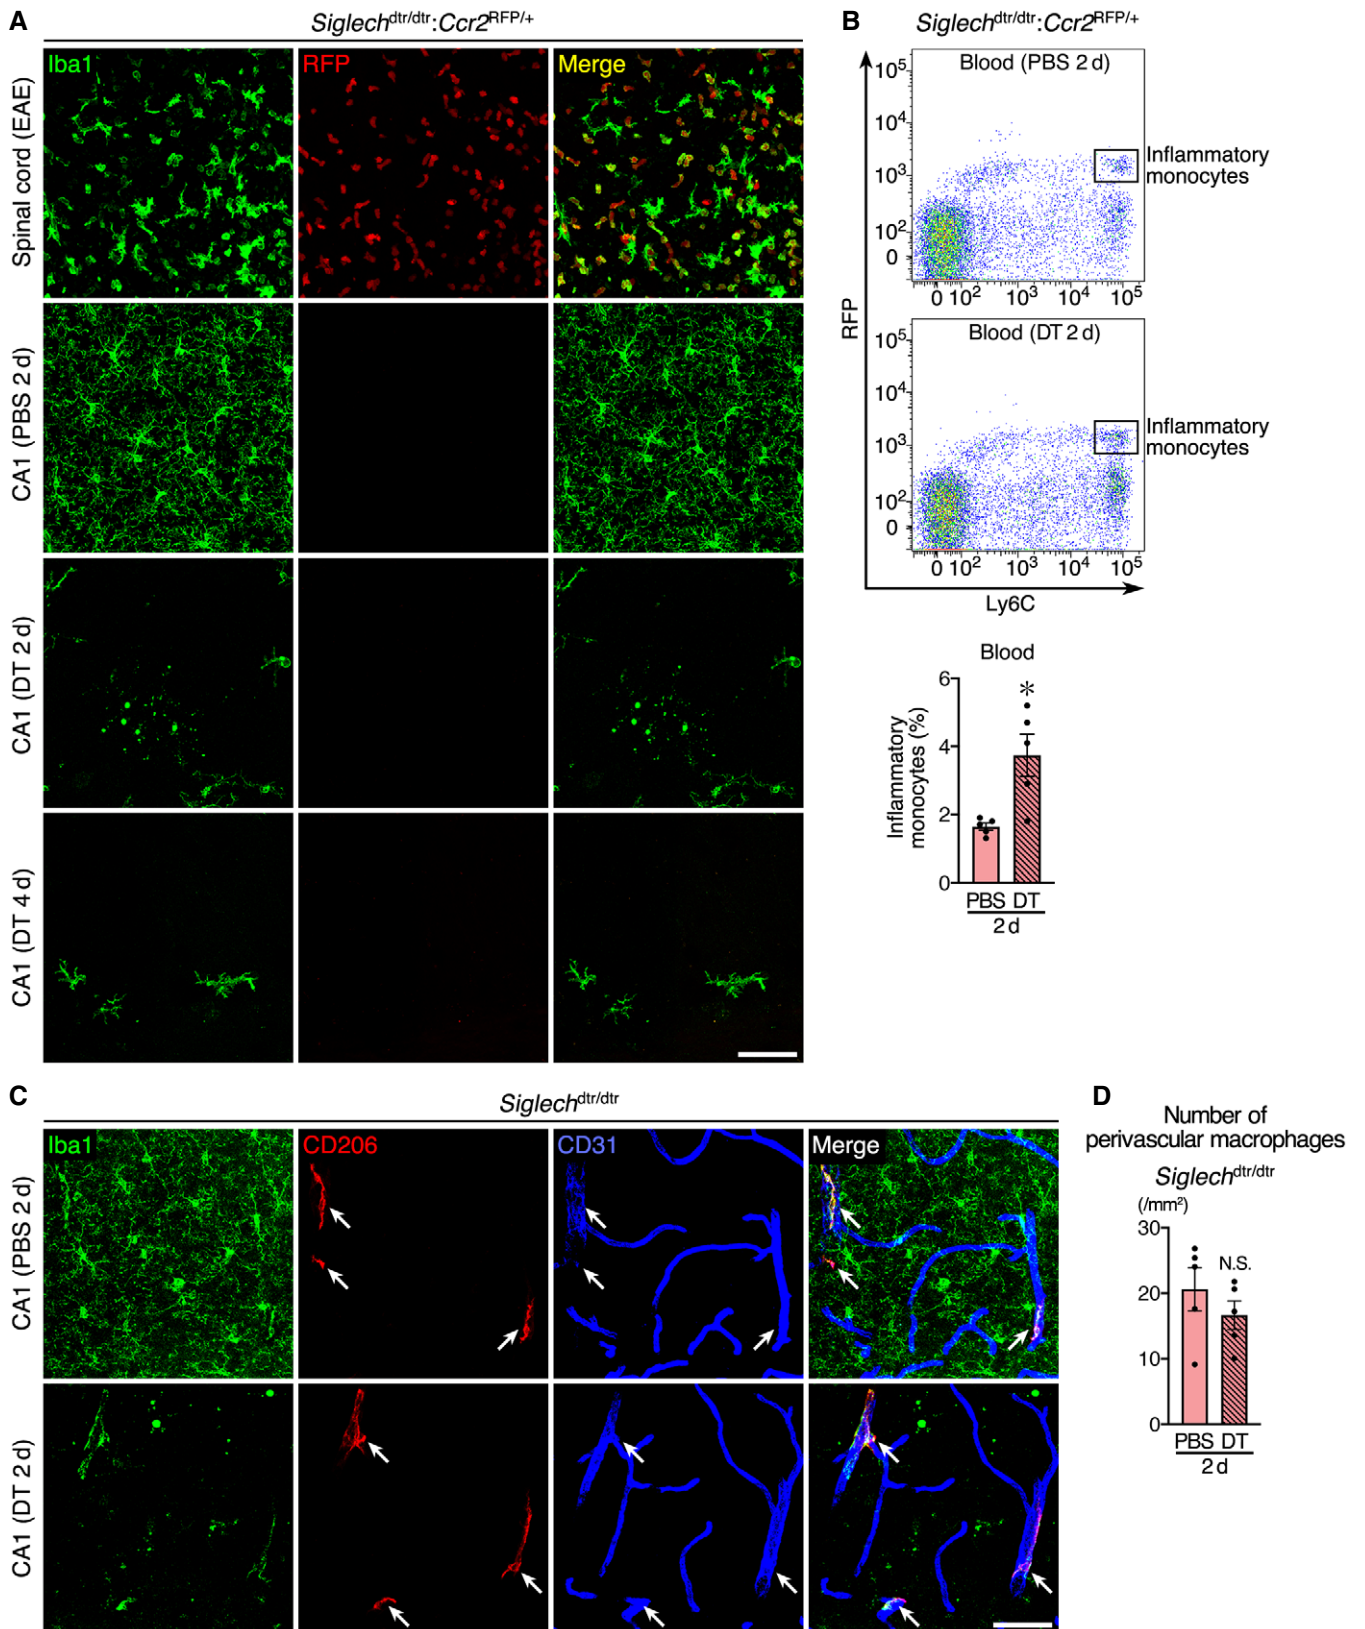 A
Siglech^dtr/dtr:Ccr2^RFP/+
Iba1
RFP
Merge
Spinal cord (EAE)
CA1 (PBS 2 d)
CA1 (DT 2 d)
CA1 (DT 4 d)
B
Siglech^dtr/dtr:Ccr2^RFP/+
Blood (PBS 2 d)
10^5
10^4
10^3
10^2
0
0 10^2 10^3 10^4 10^5
Inflammatory
monocytes
Blood (DT 2 d)
10^5
10^4
10^3
10^2
0
0 10^2 10^3 10^4 10^5
Inflammatory
monocytes
RFP
Ly6C
Blood
Inflammatory
monocytes (%)
6
4
2
0
*
PBS DT
2 d
C
Siglech^dtr/dtr
Iba1
CD206
CD31
Merge
CA1 (PBS 2 d)
CA1 (DT 2 d)
D
Number of
perivascular macrophages
Siglech^dtr/dtr
(/mm²)
30
20
10
0
N.S.
PBS DT
2 d